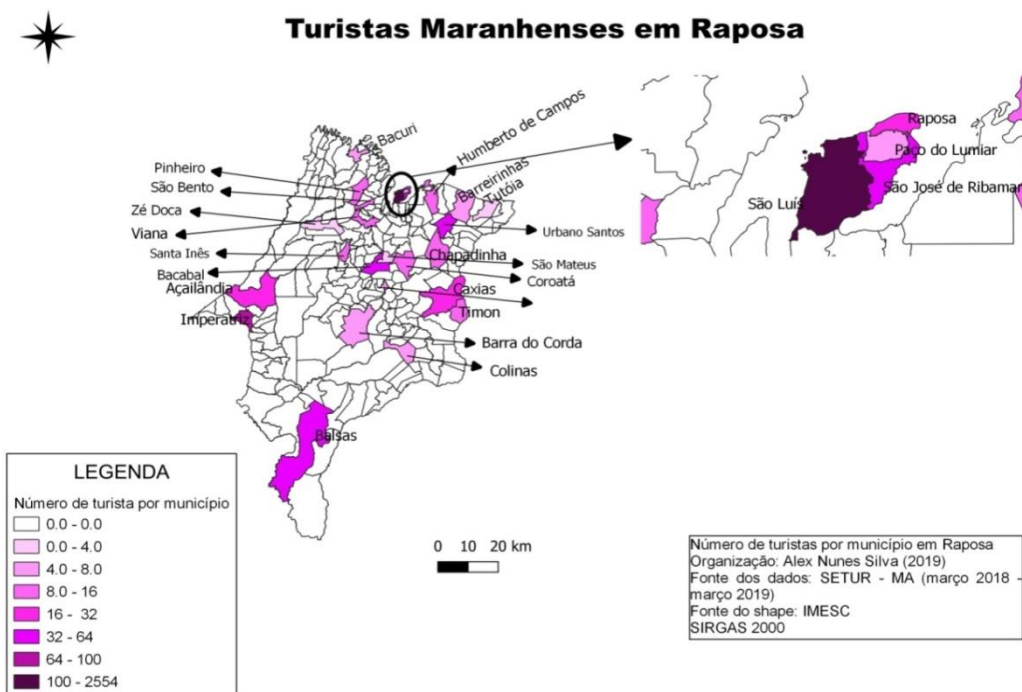 Turistas Maranhenses em Raposa
Bacuri
Humberto de Campos
Pinheiro
São Bento
Zé Doca
Viana
Santa Inês
Bacabal
Açailândia
Imperatriz
Barreirinhas
Tutóia
Urbano Santos
Chapadinha
São Mateus
Coroatá
Caxias
Timon
Barra do Corda
Colinas
Balsas
Raposa
Paço do Lumiar
São José de Ribamar
São Luís
LEGENDA
Número de turista por município
0.0 - 0.0
0.0 - 4.0
4.0 - 8.0
8.0 - 16
16 - 32
32 - 64
64 - 100
100 - 2554
0 10 20 km
Número de turistas por município em Raposa
Organização: Alex Nunes Silva (2019)
Fonte dos dados: SETUR - MA (março 2018 -
março 2019)
Fonte do shape: IMESC
SIRGAS 2000